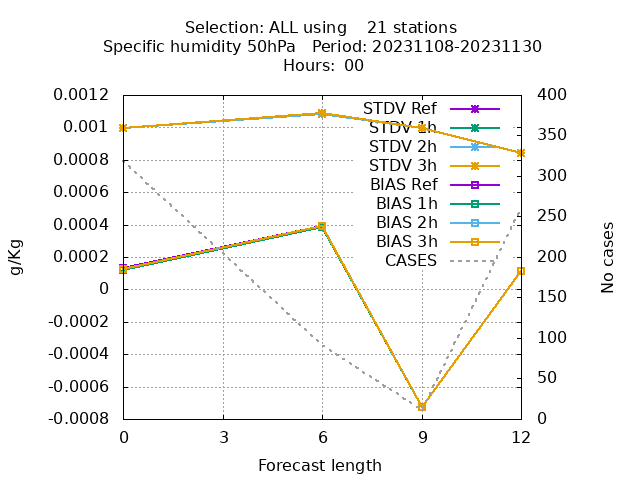 Selection: ALL using    21 stations
Specific humidity 50hPa   Period: 20231108-20231130
Hours: 00
0.0012
0.001
0.0008
0.0006
0.0004
0.0002
0
-0.0002
-0.0004
-0.0006
-0.0008
g/Kg
STDV Ref
STDV 1h
STDV 2h
STDV 3h
BIAS Ref
BIAS 1h
BIAS 2h
BIAS 3h
CASES
400
350
300
250
200
150
100
50
0
No cases
0 3 6 9 12
Forecast length